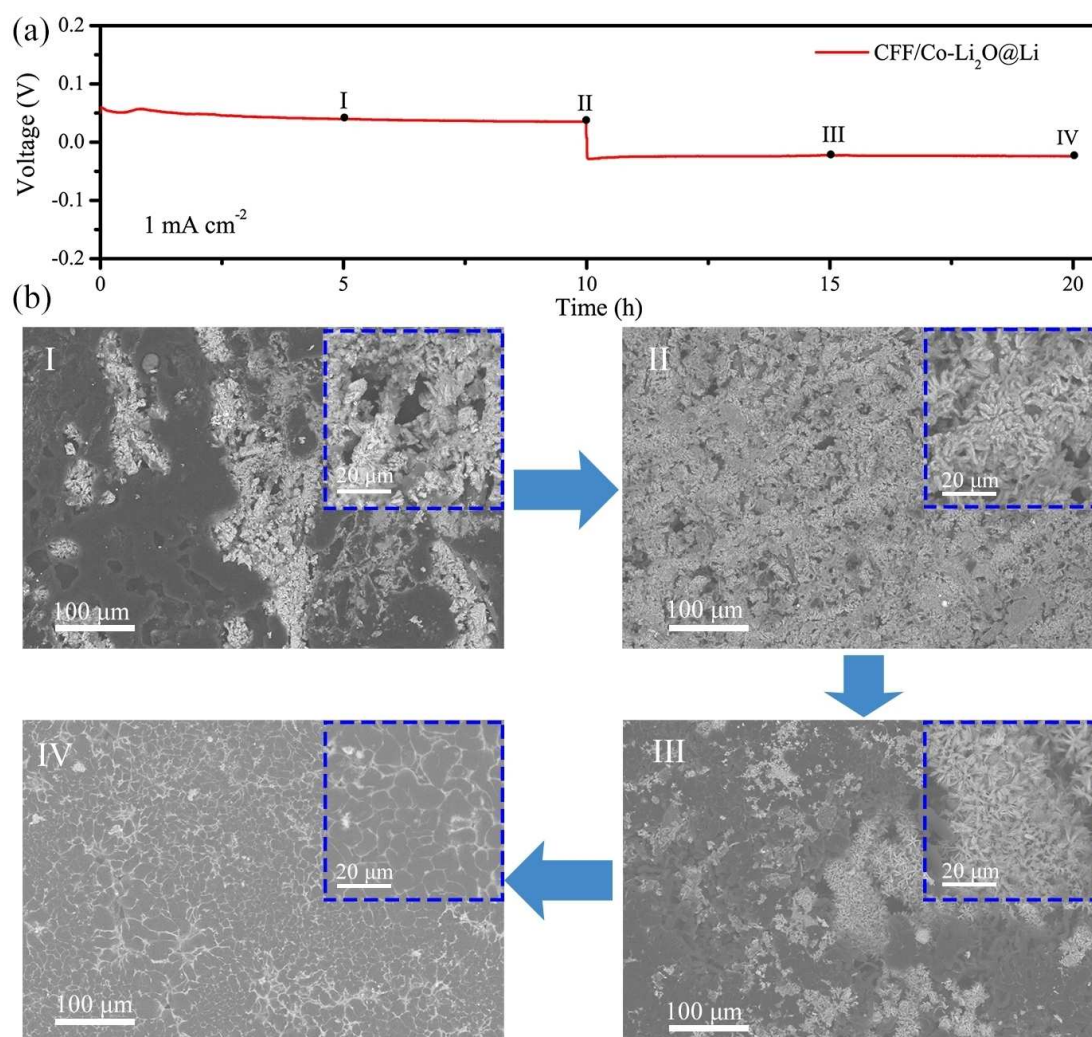 (a)
0.2
0.1
0.0
-0.1
-0.2
Voltage (V)
CFF/Co-Li₂O@Li
I
II
III
IV
1 mA cm⁻²
0
5
10
15
20
Time (h)
(b)
I
20 μm
100 μm
II
20 μm
100 μm
IV
20 μm
100 μm
III
20 μm
100 μm